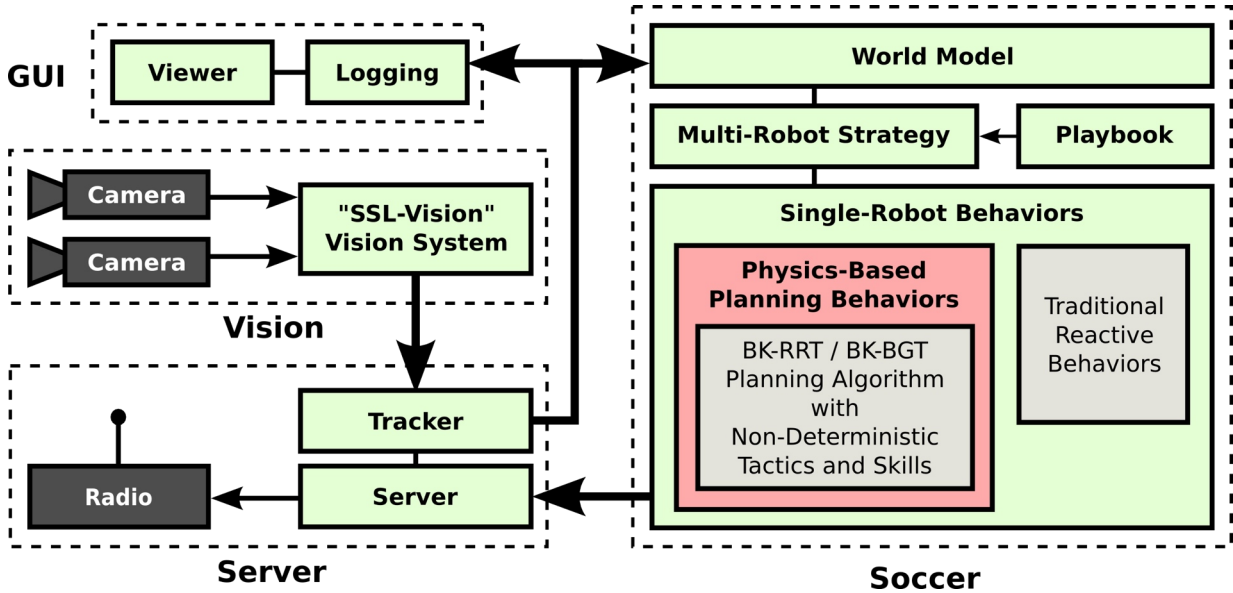 GUI
Viewer
Logging
Camera
Camera
"SSL-Vision"
Vision System
Vision
Tracker
Server
Radio
Server
World Model
Multi-Robot Strategy
Playbook
Single-Robot Behaviors
Physics-Based
Planning Behaviors
BK-RRT / BK-BGT
Planning Algorithm
with
Non-Deterministic
Tactics and Skills
Traditional
Reactive
Behaviors
Soccer